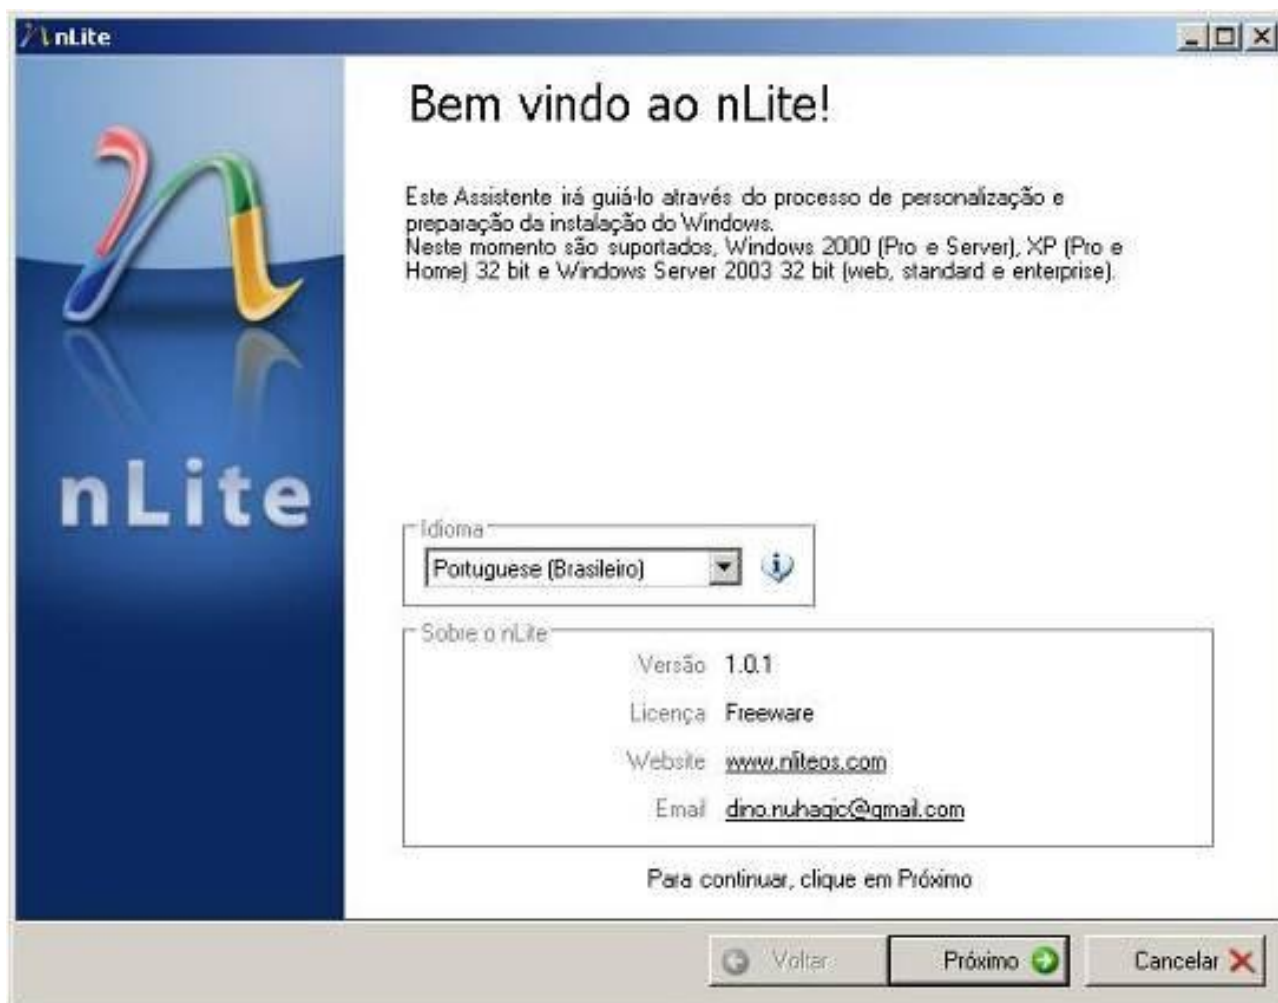 nLite
Bem vindo ao nLite!
Este Assistente irá guiá-lo através do processo de personalização e
preparação da instalação do Windows.
Neste momento são suportados, Windows 2000 (Pro e Server), XP (Pro e
Home) 32 bit e Windows Server 2003 32 bit (web, standard e enterprise).
nLite
Idioma
Portuguese (Brasileiro)
Sobre o nLite
Versão 1.0.1
Licença Freeware
Website www.nliteos.com
Email dino.nuhagic@gmail.com
Para continuar, clique em Próximo
Voltar Próximo Cancelar